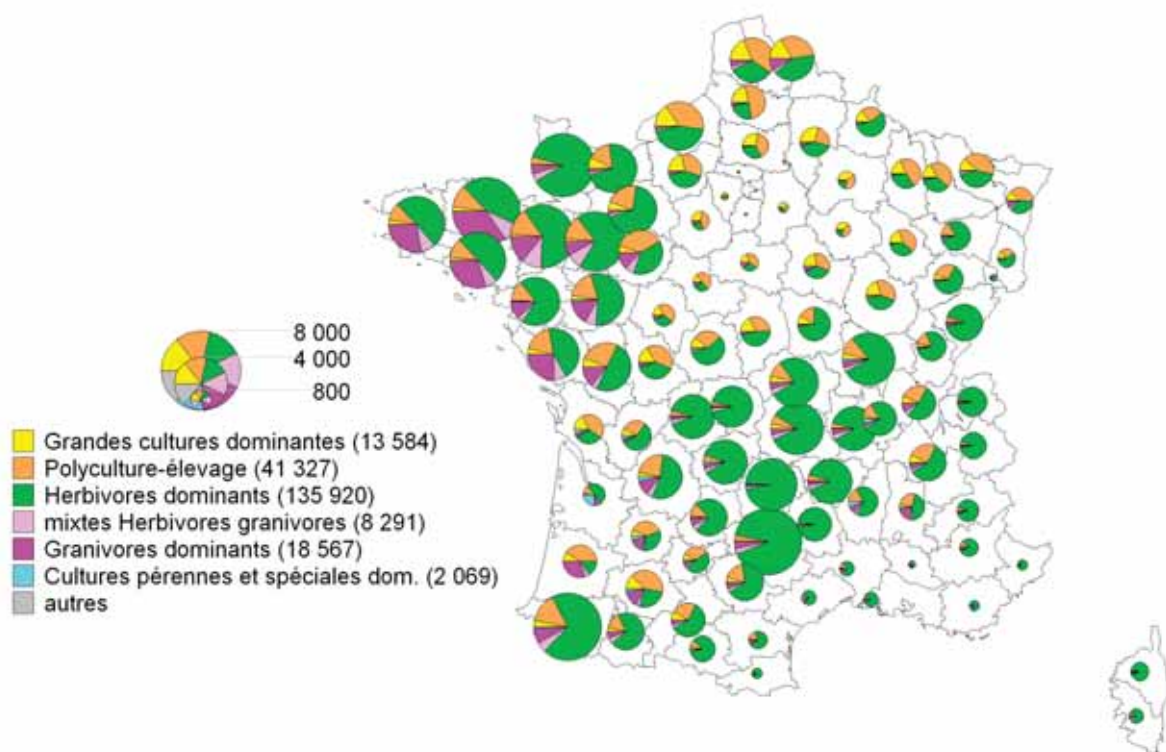 8 000
4 000
800
Grandes cultures dominantes (13 584)
Polyculture-élevage (41 327)
Herbivores dominants (135 920)
mixtes Herbivores granivores (8 291)
Granivores dominants (18 567)
Cultures pérennes et spéciales dom. (2 069)
autres